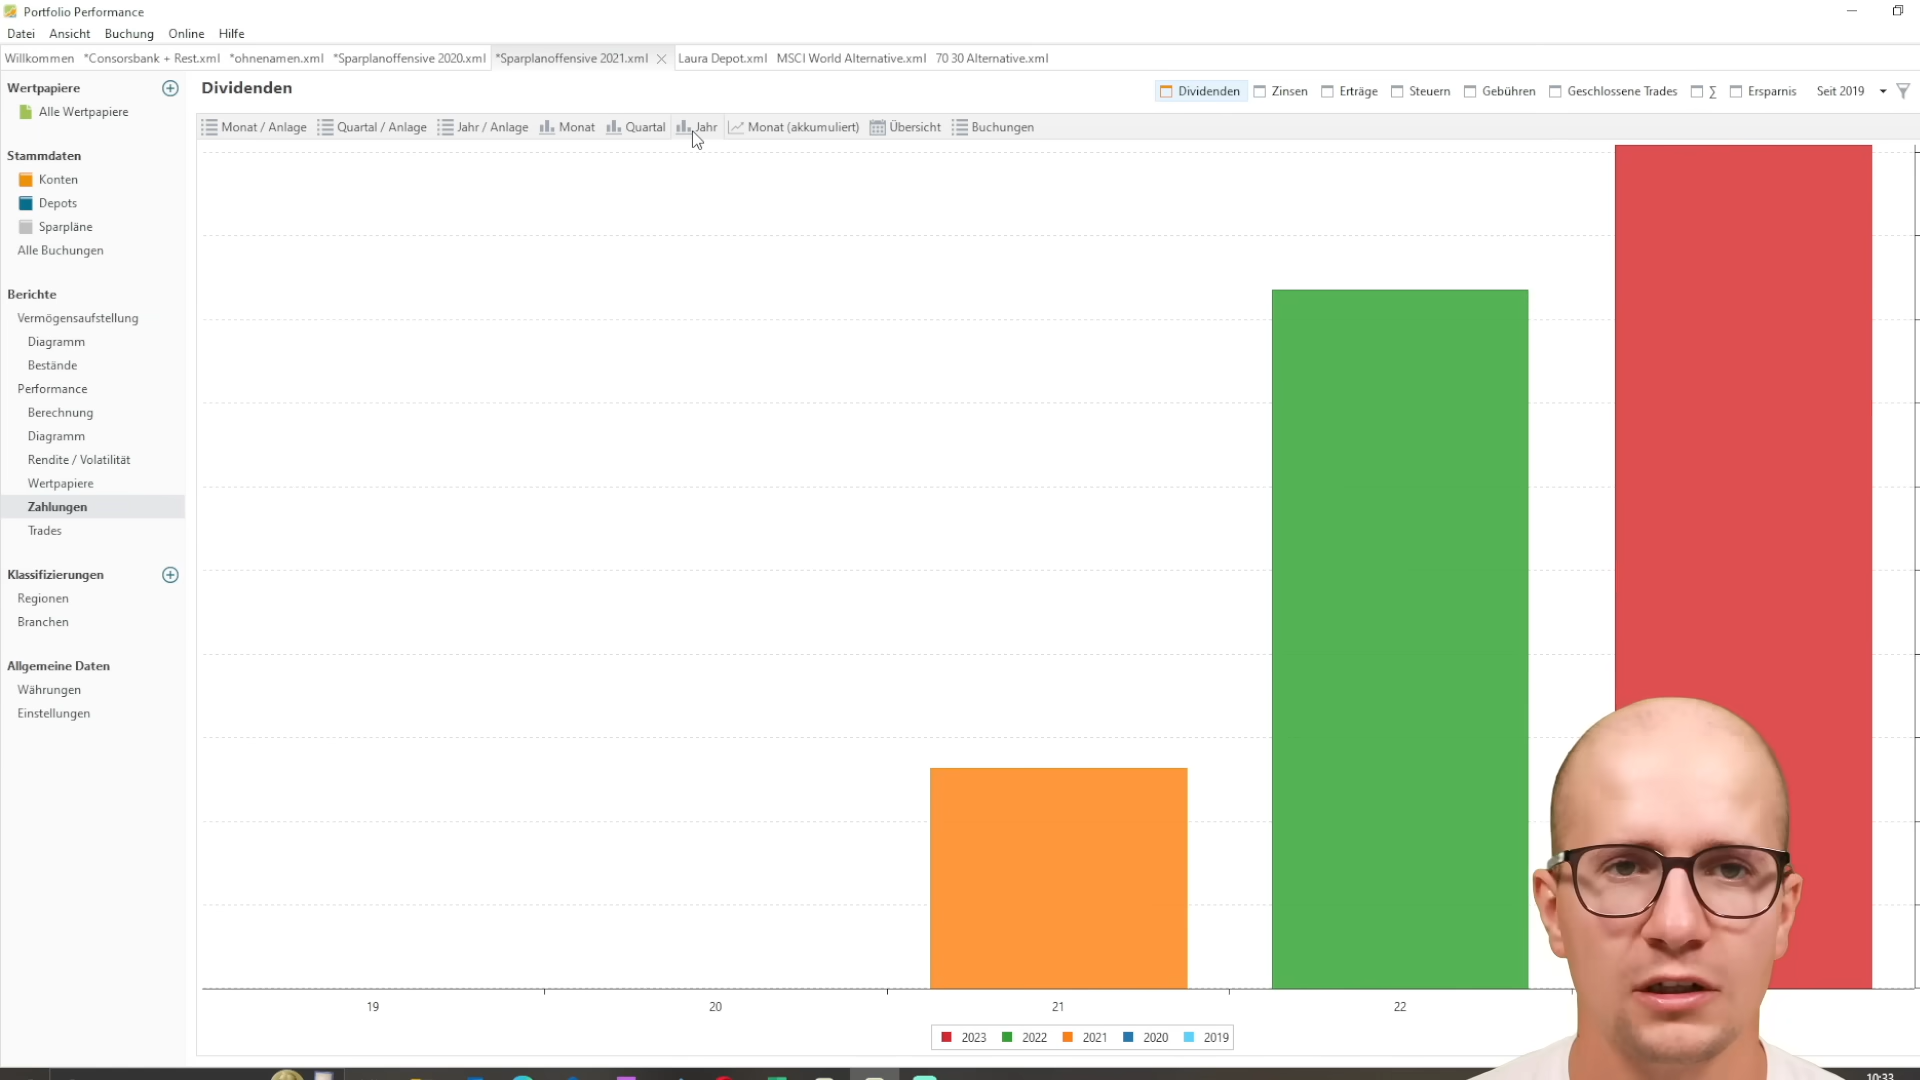 Portfolio Performance
Datei Ansicht Buchung Online Hilfe
Willkommen *Consorsbank + Rest.xml *ohnenamen.xml *Sparplanoffensive 2020.xml *Sparplanoffensive 2021.xml Laura Depot.xml MSCI World Alternative.xml 70 30 Alternative.xml
Wertpapiere
Alle Wertpapiere
Stammdaten
Konten
Depots
Sparpläne
Alle Buchungen
Berichte
Vermögensaufstellung
Diagramm
Bestände
Performance
Berechnung
Diagramm
Rendite / Volatilität
Wertpapiere
Zahlungen
Trades
Klassifizierungen
Regionen
Branchen
Allgemeine Daten
Währungen
Einstellungen
Dividenden
Dividenden Zinsen Erträge Steuern Gebühren Geschlossene Trades ∑ Ersparnis Seit 2019
Monat / Anlage Quartal / Anlage Jahr / Anlage Monat Quartal Jahr Monat (akkumuliert) Übersicht Buchungen
19 20 21 22
2023 2022 2021 2020 2019
10:33